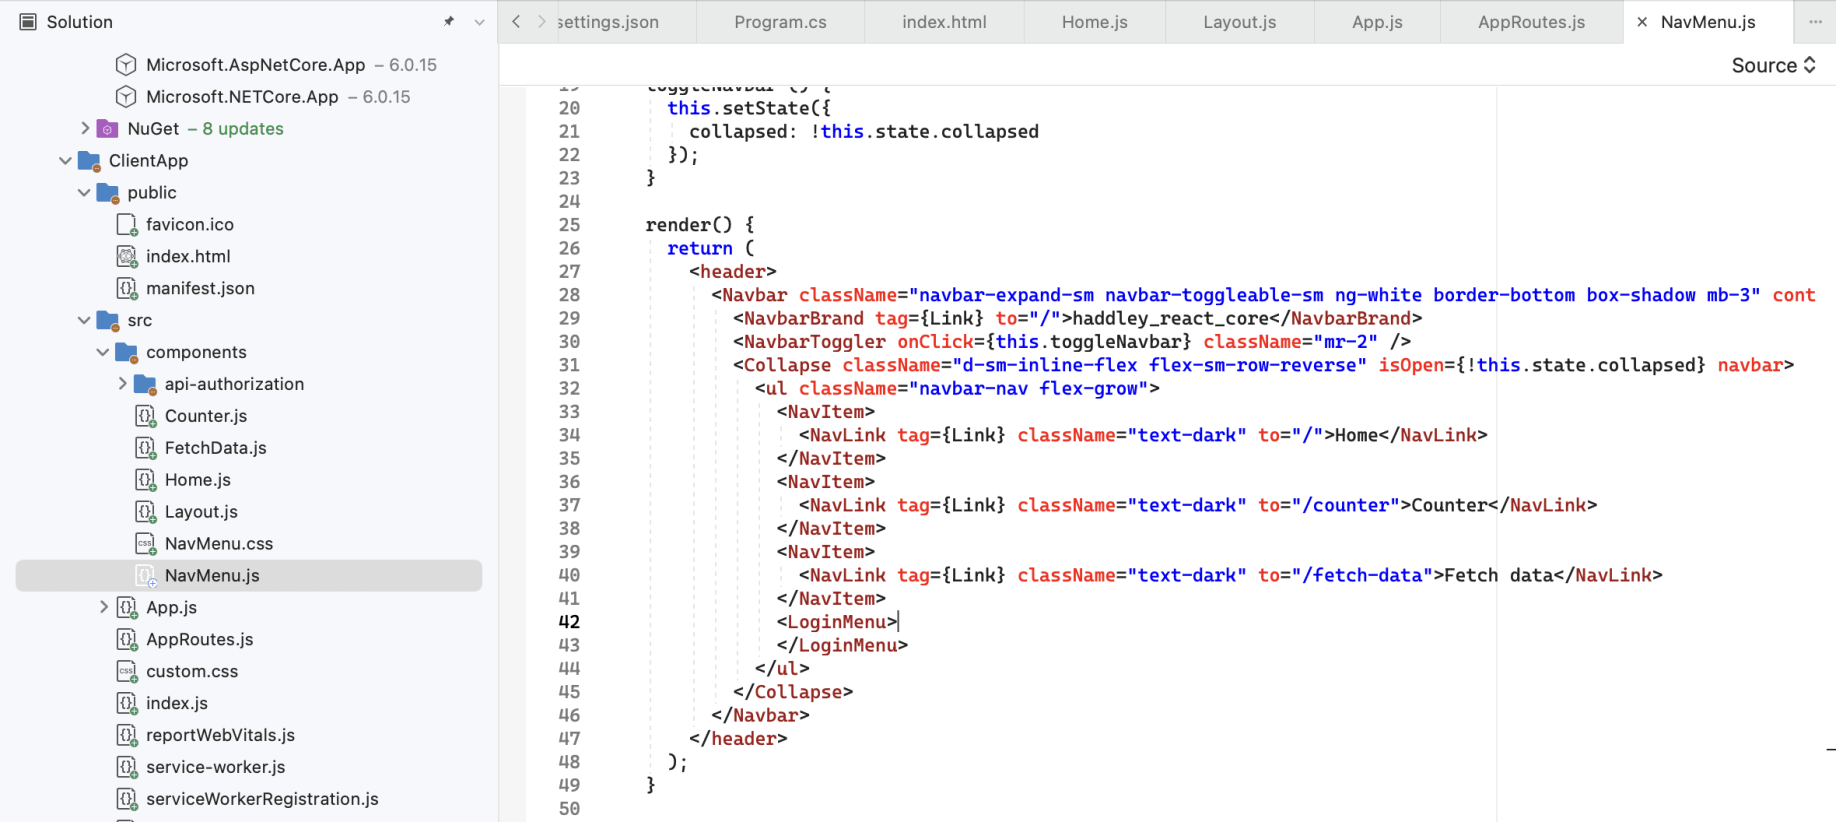 Solution
Microsoft.AspNetCore.App – 6.0.15
Microsoft.NETCore.App – 6.0.15
NuGet – 8 updates
ClientApp
public
favicon.ico
index.html
manifest.json
src
components
api-authorization
Counter.js
FetchData.js
Home.js
Layout.js
NavMenu.css
NavMenu.js
App.js
AppRoutes.js
custom.css
index.js
reportWebVitals.js
service-worker.js
serviceWorkerRegistration.js
settings.json Program.cs index.html Home.js Layout.js App.js AppRoutes.js × NavMenu.js ...
Source
19 toggleNavbar () {
20 this.setState({
21 collapsed: !this.state.collapsed
22 });
23 }
24
25 render() {
26 return (
27 <header>
28 <Navbar className="navbar-expand-sm navbar-toggleable-sm ng-white border-bottom box-shadow mb-3" cont
29 <NavbarBrand tag={Link} to="/">haddley_react_core</NavbarBrand>
30 <NavbarToggler onClick={this.toggleNavbar} className="mr-2" />
31 <Collapse className="d-sm-inline-flex flex-sm-row-reverse" isOpen={!this.state.collapsed} navbar>
32 <ul className="navbar-nav flex-grow">
33 <NavItem>
34 <NavLink tag={Link} className="text-dark" to="/">Home</NavLink>
35 </NavItem>
36 <NavItem>
37 <NavLink tag={Link} className="text-dark" to="/counter">Counter</NavLink>
38 </NavItem>
39 <NavItem>
40 <NavLink tag={Link} className="text-dark" to="/fetch-data">Fetch data</NavLink>
41 </NavItem>
42 <LoginMenu>
43 </LoginMenu>
44 </ul>
45 </Collapse>
46 </Navbar>
47 </header>
48 );
49 }
50